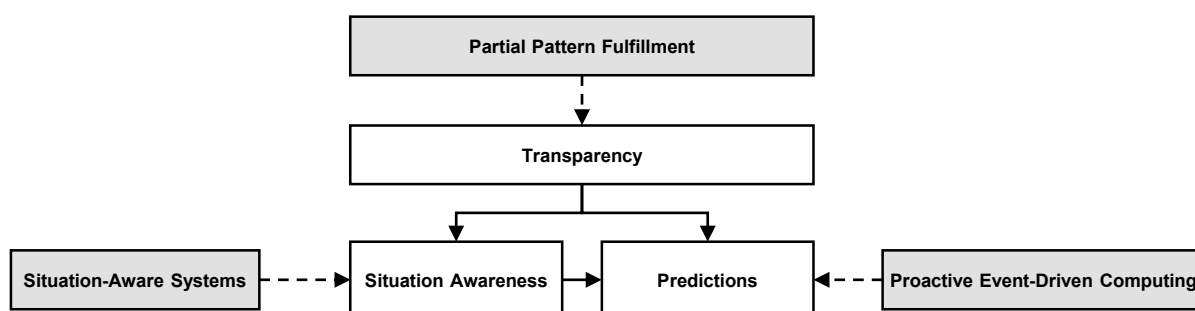 Partial Pattern Fulfillment
Transparency
Situation-Aware Systems
Situation Awareness
Predictions
Proactive Event-Driven Computing